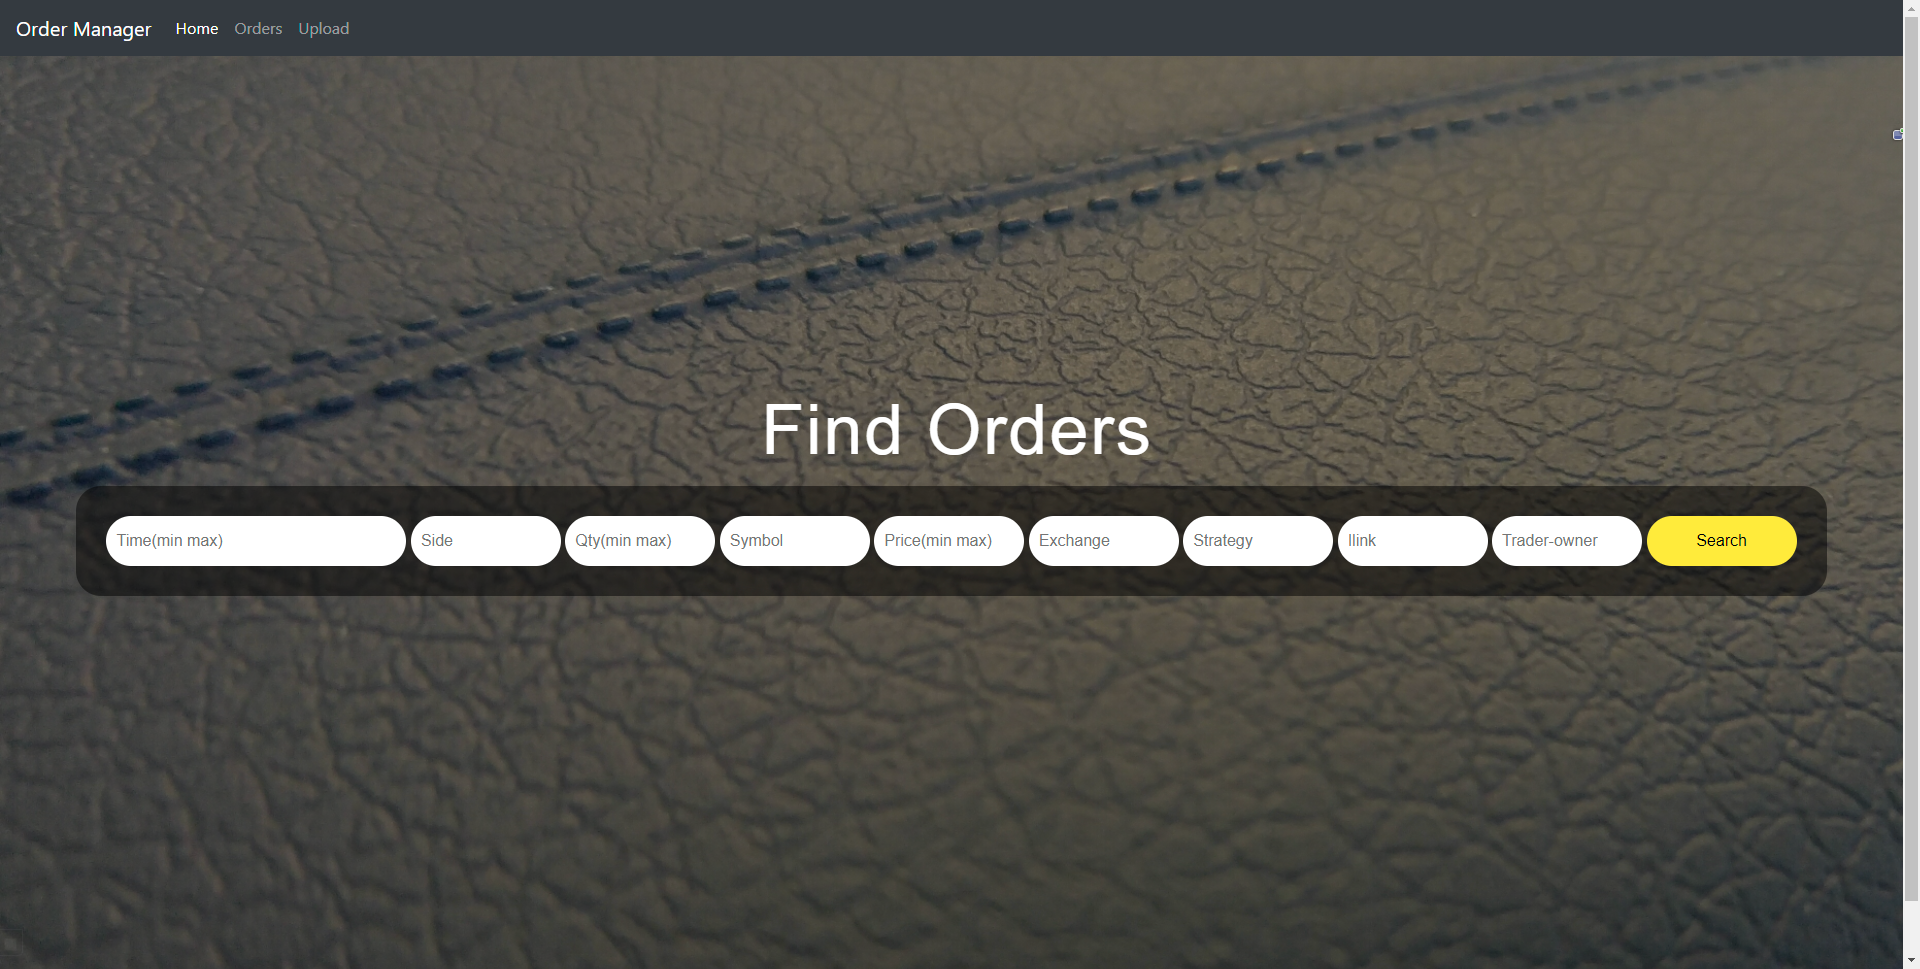 Order Manager Home Orders Upload
Find Orders
Time(min max) Side Qty(min max) Symbol Price(min max) Exchange Strategy llink Trader-owner Search